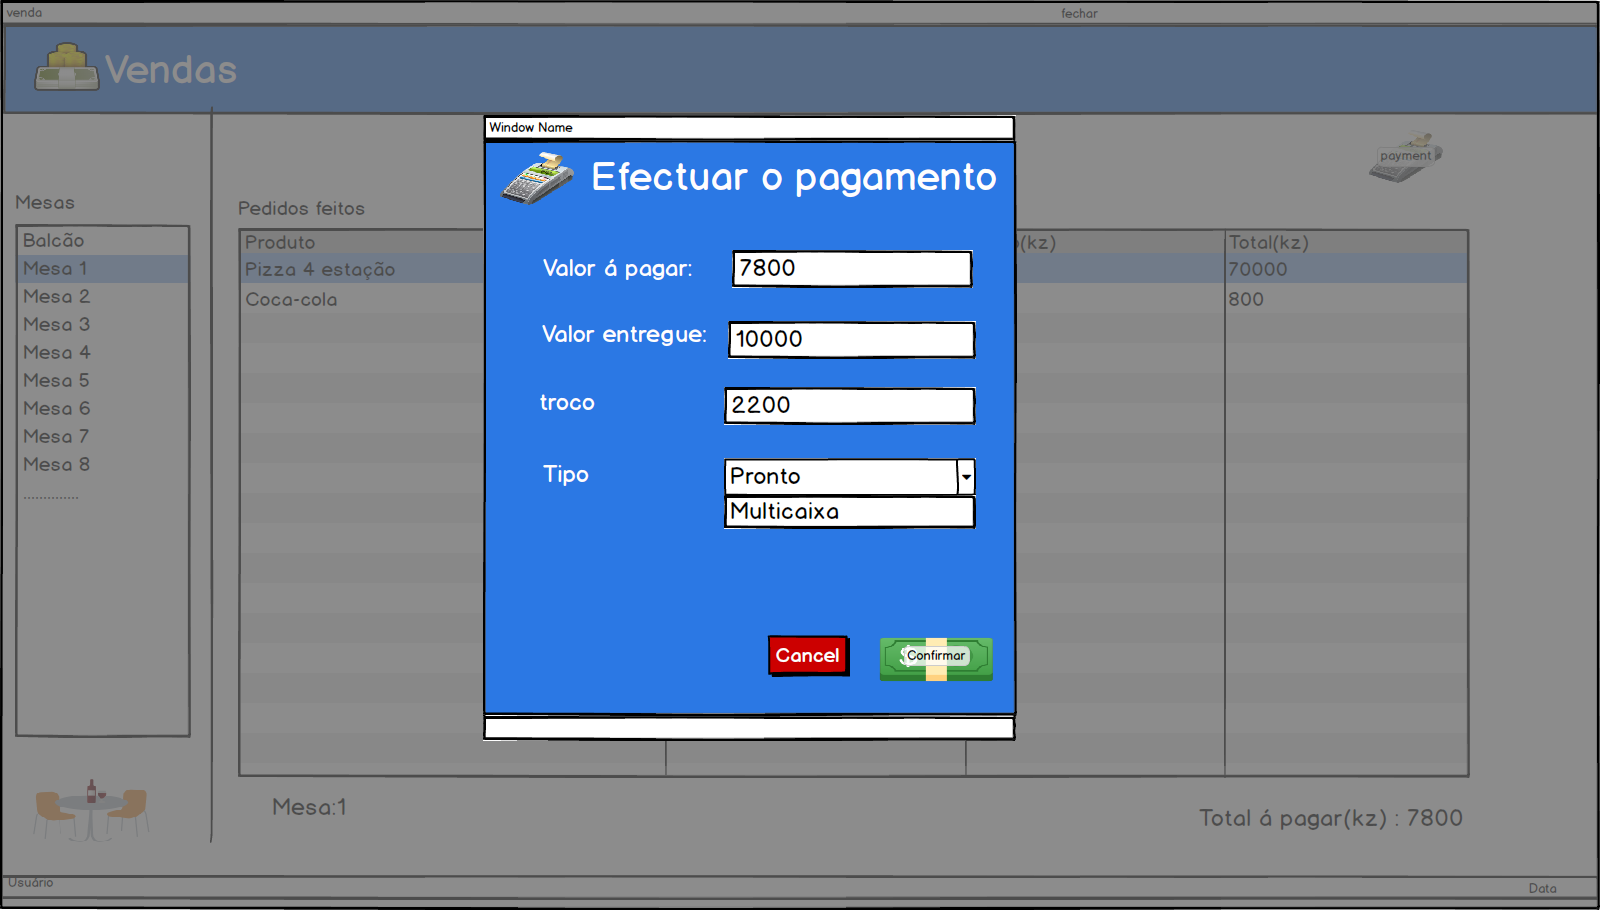 venda
fechar
Vendas
Window Name
Efectuar o pagamento
payment
Mesas
Pedidos feitos
Balcão
Mesa 1
Mesa 2
Mesa 3
Mesa 4
Mesa 5
Mesa 6
Mesa 7
Mesa 8
.............
Produto
(kz)
Total(kz)
Pizza 4 estação
70000
Coca-cola
800
Valor á pagar:
7800
Valor entregue:
10000
troco
2200
Tipo
Pronto
Multicaixa
Cancel
Confirmar
Mesa:1
Total á pagar(kz) : 7800
Usuário
Data